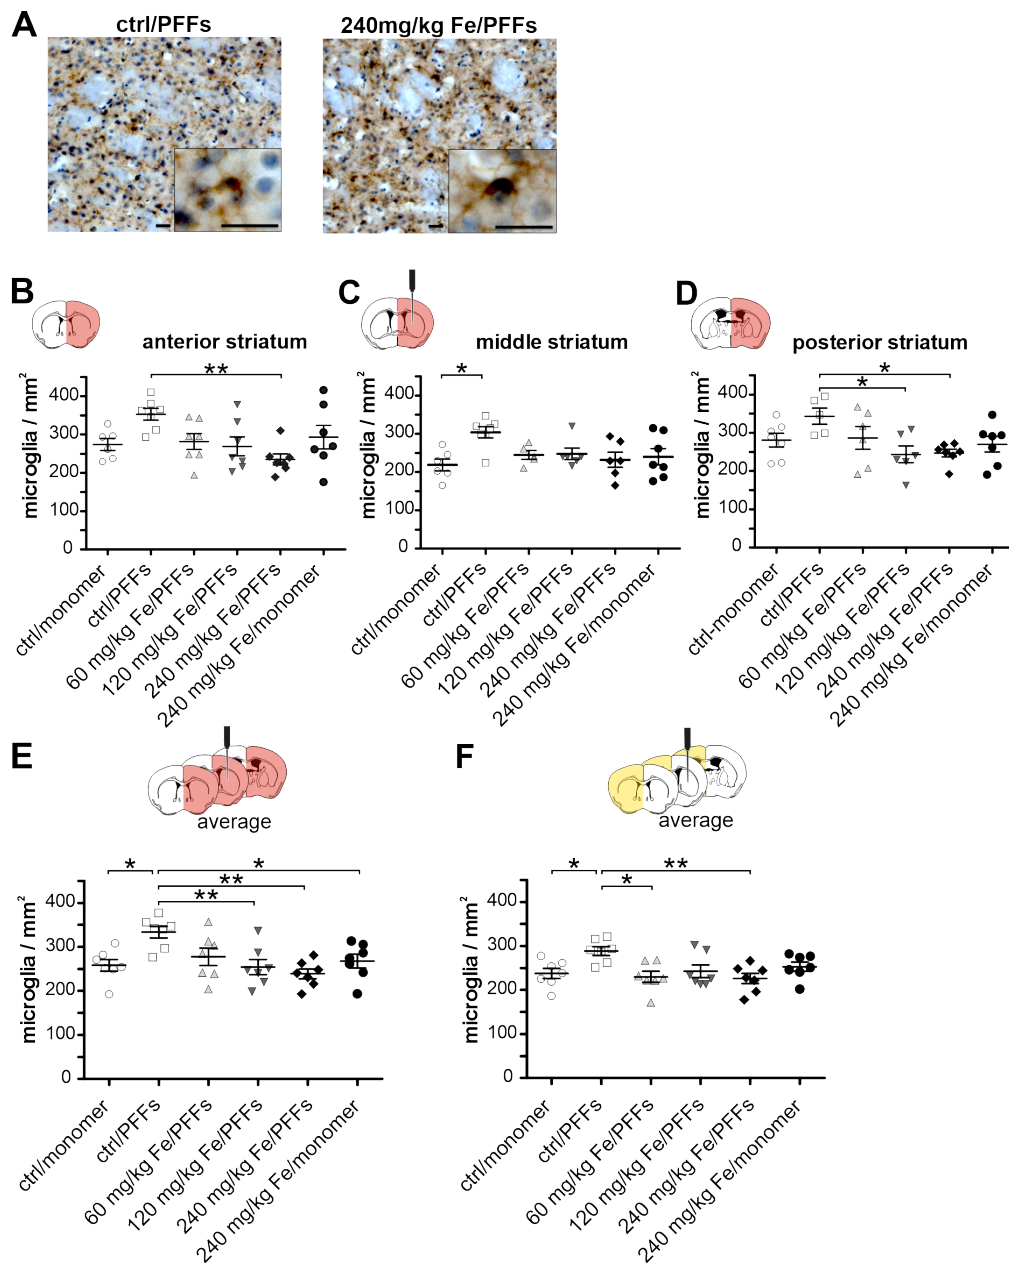 A
ctrl/PFFs
240mg/kg Fe/PFFs
B
anterior striatum
**
microglia / mm²
400
300
200
100
0
ctrl/monomer
ctrl/PFFs
60 mg/kg Fe/PFFs
120 mg/kg Fe/PFFs
240 mg/kg Fe/PFFs
240 mg/kg Fe/monomer
C
middle striatum
*
microglia / mm²
400
300
200
100
0
ctrl/monomer
ctrl/PFFs
60 mg/kg Fe/PFFs
120 mg/kg Fe/PFFs
240 mg/kg Fe/PFFs
240 mg/kg Fe/monomer
D
posterior striatum
*
*
microglia / mm²
400
300
200
100
0
ctrl-monomer
ctrl/PFFs
60 mg/kg Fe/PFFs
120 mg/kg Fe/PFFs
240 mg/kg Fe/PFFs
240 mg/kg Fe/monomer
E
average
*
*
**
**
microglia / mm²
400
300
200
100
0
ctrl/monomer
ctrl/PFFs
60 mg/kg Fe/PFFs
120 mg/kg Fe/PFFs
240 mg/kg Fe/PFFs
240 mg/kg Fe/monomer
F
average
*
**
*
microglia / mm²
400
300
200
100
0
ctrl/monomer
ctrl/PFFs
60 mg/kg Fe/PFFs
120 mg/kg Fe/PFFs
240 mg/kg Fe/PFFs
240 mg/kg Fe/monomer